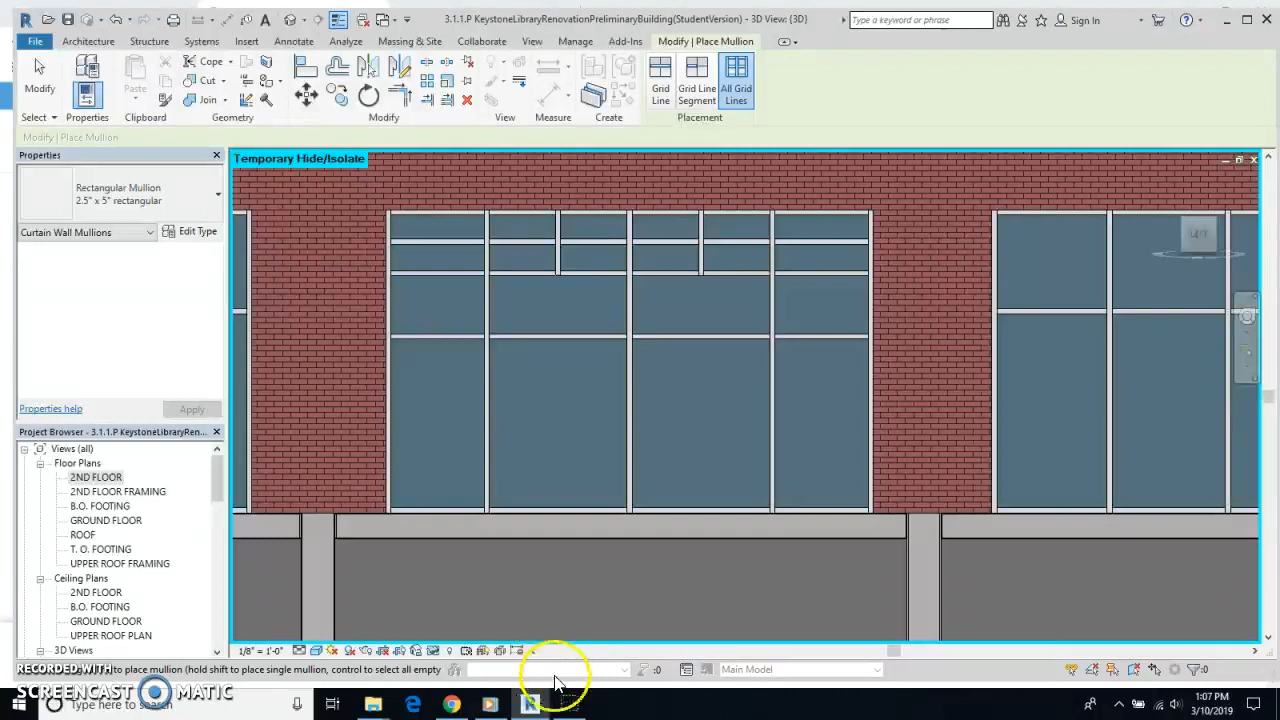 3.1.1.P KeystoneLibraryRenovationPreliminaryBuilding(StudentVersion) - 3D View: {3D}
Type a keyword or phrase
Sign In
File Architecture Structure Systems Insert Annotate Analyze Massing & Site Collaborate View Manage Add-Ins Modify | Place Mullion
Modify
Select
Properties
Paste
Clipboard
Cope
Cut
Join
Geometry
Modify
View
Measure
Create
Grid Line
Grid Line Segment
All Grid Lines
Placement
Modify | Place Mullion
Properties
Rectangular Mullion
2.5" x 5" rectangular
Curtain Wall Mullions
Edit Type
Properties help
Apply
Project Browser - 3.1.1.P KeystoneLibraryRen...
Views (all)
Floor Plans
2ND FLOOR
2ND FLOOR FRAMING
B.O. FOOTING
GROUND FLOOR
ROOF
T. O. FOOTING
UPPER ROOF FRAMING
Ceiling Plans
2ND FLOOR
B.O. FOOTING
GROUND FLOOR
UPPER ROOF PLAN
3D Views
Temporary Hide/Isolate
LEFT
1/8" = 1'-0"
to place mullion (hold shift to place single mullion, control to select all empty
:0
Main Model
:0
RECORDED WITH
SCREENCAST MATIC
Type here to search
1:07 PM
3/10/2019